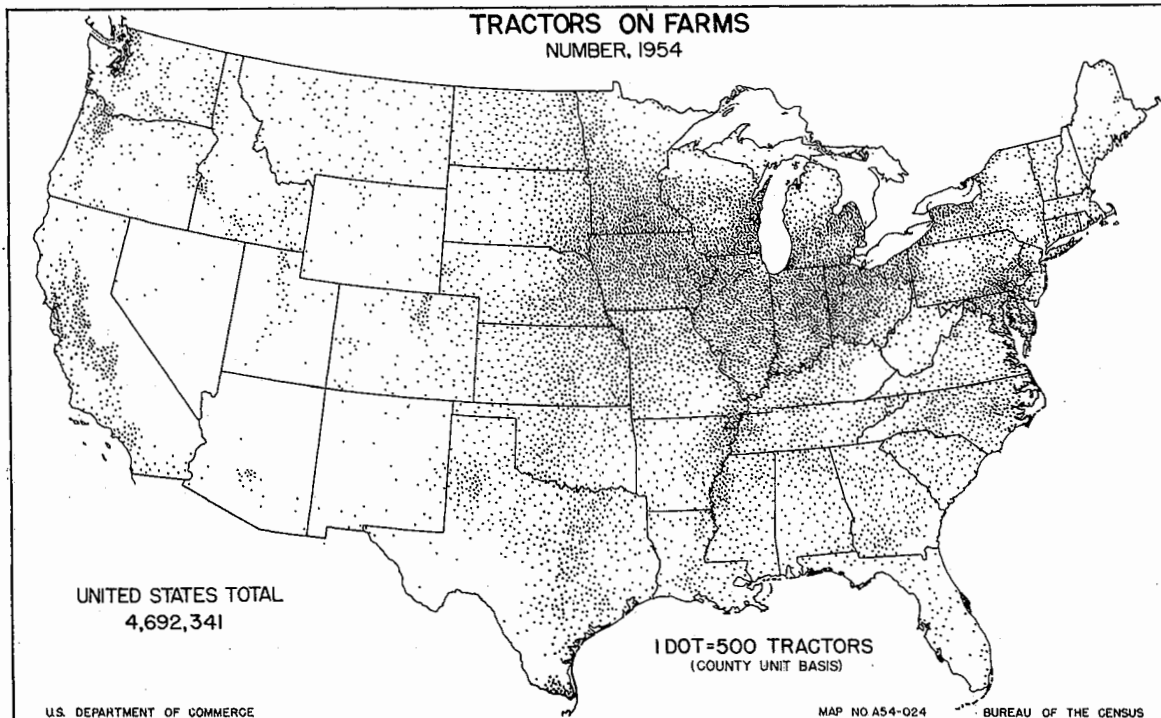 TRACTORS ON FARMS
NUMBER, 1954
UNITED STATES TOTAL
4,692,341
1 DOT=500 TRACTORS
(COUNTY UNIT BASIS)
U.S. DEPARTMENT OF COMMERCE
MAP NO A54-024
BUREAU OF THE CENSUS